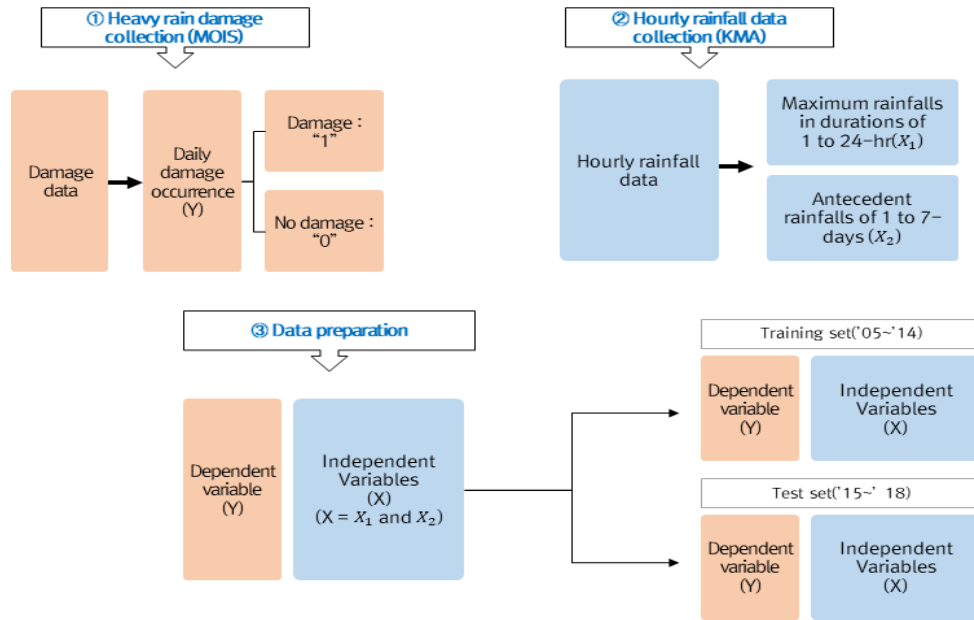 ① Heavy rain damage
collection (MOIS)
Damage
data
Daily
damage
occurrence
(Y)
Damage :
“1”
No damage :
“0”
② Hourly rainfall data
collection (KMA)
Hourly rainfall
data
Maximum rainfalls
in durations of
1 to 24-hr(X₁)
Antecedent
rainfalls of 1 to 7-
days (X₂)
③ Data preparation
Dependent
variable
(Y)
Independent
Variables
(X)
(X = X₁ and X₂)
Training set('05~'14)
Dependent
variable
(Y)
Independent
Variables
(X)
Test set('15~' 18)
Dependent
variable
(Y)
Independent
Variables
(X)